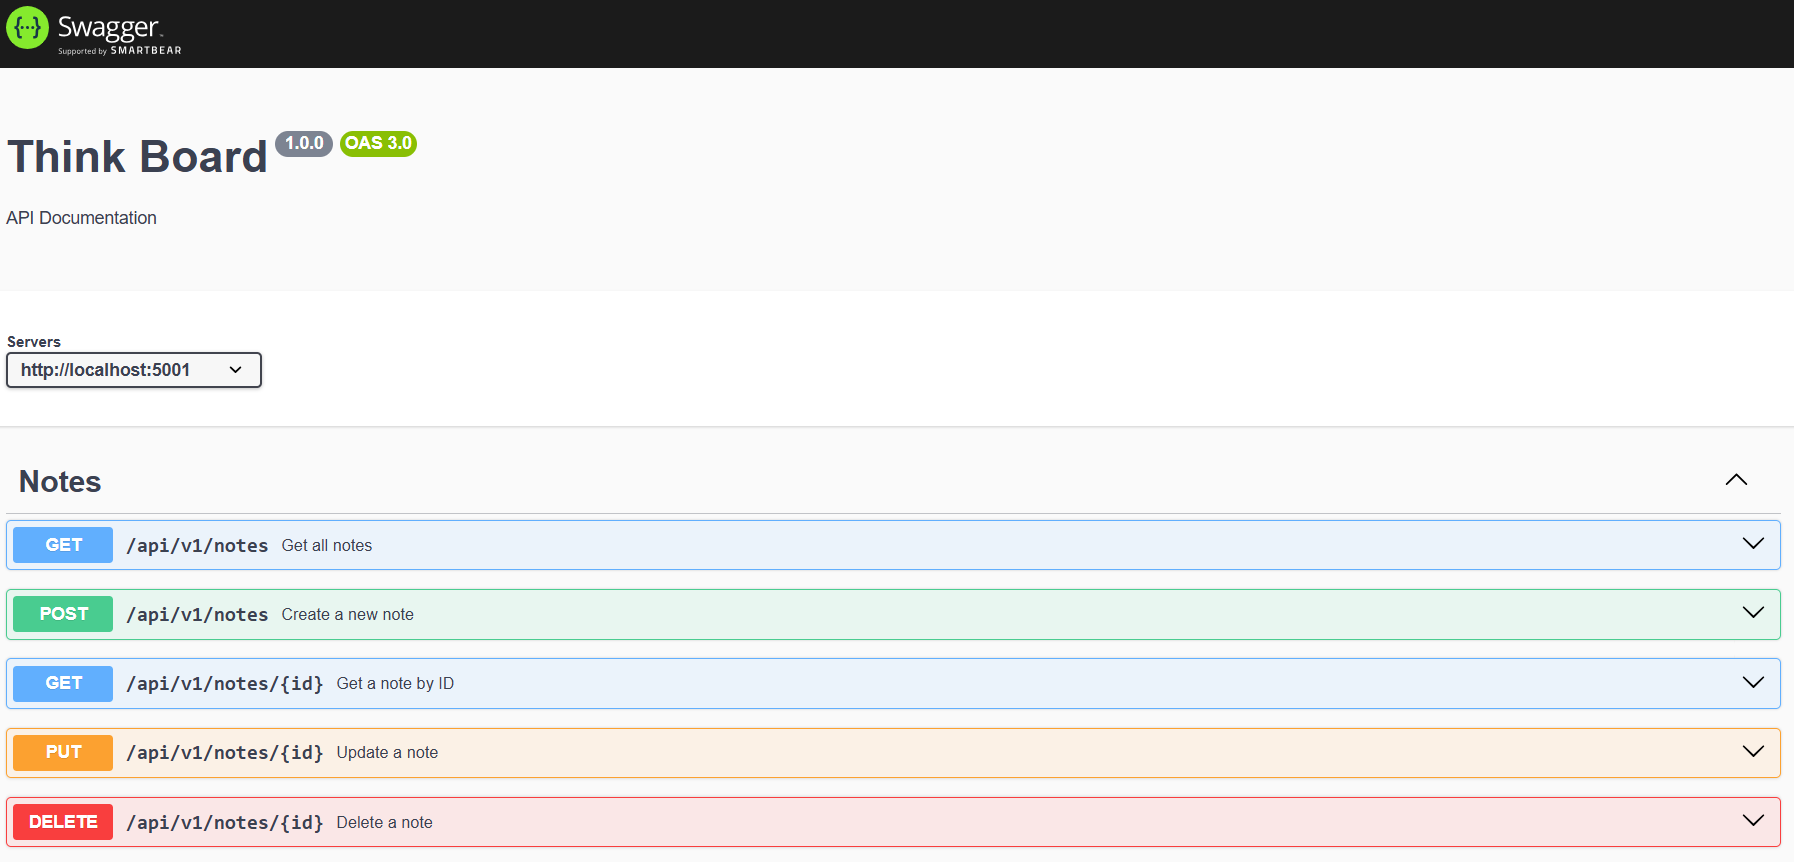 {···} Swagger™
Supported by SMARTBEAR
Think Board 1.0.0 OAS 3.0
API Documentation
Servers
http://localhost:5001
Notes
GET /api/v1/notes Get all notes
POST /api/v1/notes Create a new note
GET /api/v1/notes/{id} Get a note by ID
PUT /api/v1/notes/{id} Update a note
DELETE /api/v1/notes/{id} Delete a note